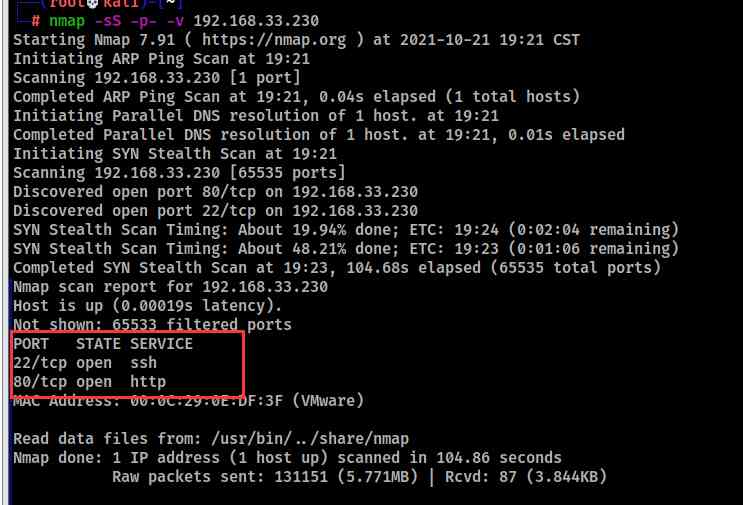 (root💀kali)-[~]
# nmap -sS -p- -v 192.168.33.230
Starting Nmap 7.91 ( https://nmap.org ) at 2021-10-21 19:21 CST
Initiating ARP Ping Scan at 19:21
Scanning 192.168.33.230 [1 port]
Completed ARP Ping Scan at 19:21, 0.04s elapsed (1 total hosts)
Initiating Parallel DNS resolution of 1 host. at 19:21
Completed Parallel DNS resolution of 1 host. at 19:21, 0.01s elapsed
Initiating SYN Stealth Scan at 19:21
Scanning 192.168.33.230 [65535 ports]
Discovered open port 80/tcp on 192.168.33.230
Discovered open port 22/tcp on 192.168.33.230
SYN Stealth Scan Timing: About 19.94% done; ETC: 19:24 (0:02:04 remaining)
SYN Stealth Scan Timing: About 48.21% done; ETC: 19:23 (0:01:06 remaining)
Completed SYN Stealth Scan at 19:23, 104.68s elapsed (65535 total ports)
Nmap scan report for 192.168.33.230
Host is up (0.00019s latency).
Not shown: 65533 filtered ports
PORT   STATE SERVICE
22/tcp open  ssh
80/tcp open  http
MAC Address: 00:0C:29:0E:DF:3F (VMware)
Read data files from: /usr/bin/../share/nmap
Nmap done: 1 IP address (1 host up) scanned in 104.86 seconds
Raw packets sent: 131151 (5.771MB) | Rcvd: 87 (3.844KB)